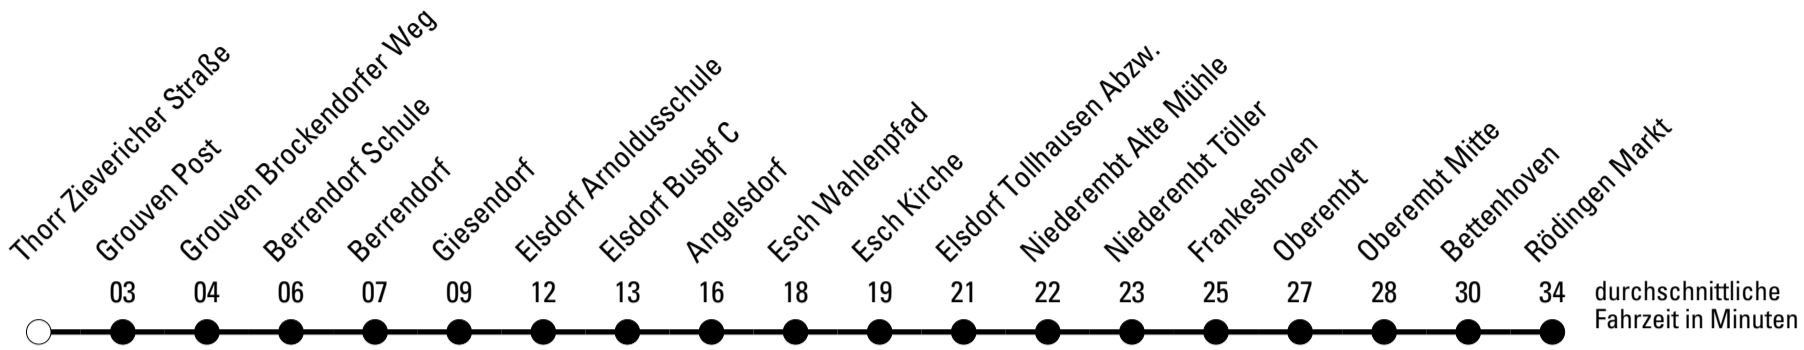 Thorr Zievericher Straße
Grouven Post
Grouven Brockendorfer Weg
Berrendorf Schule
Berrendorf
Giesendorf
Elsdorf Arnoldusschule
Elsdorf Busbf C
Angelsdorf
Esch Wahlenpfad
Esch Kirche
Elsdorf Tollhausen Abzw.
Niederembt Alte Mühle
Niederembt Töller
Frankeshoven
Oberembt
Oberembt Mitte
Bettenhoven
Rödingen Markt
03 04 06 07 09 12 13 16 18 19 21 22 23 25 27 28 30 34
durchschnittliche
Fahrzeit in Minuten